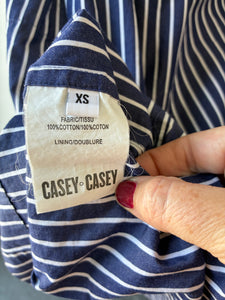 XS
FABRIC/TISSU
100%COTTON/100%COTON
LINING/DOUBLURE
CASEY◦CASEY